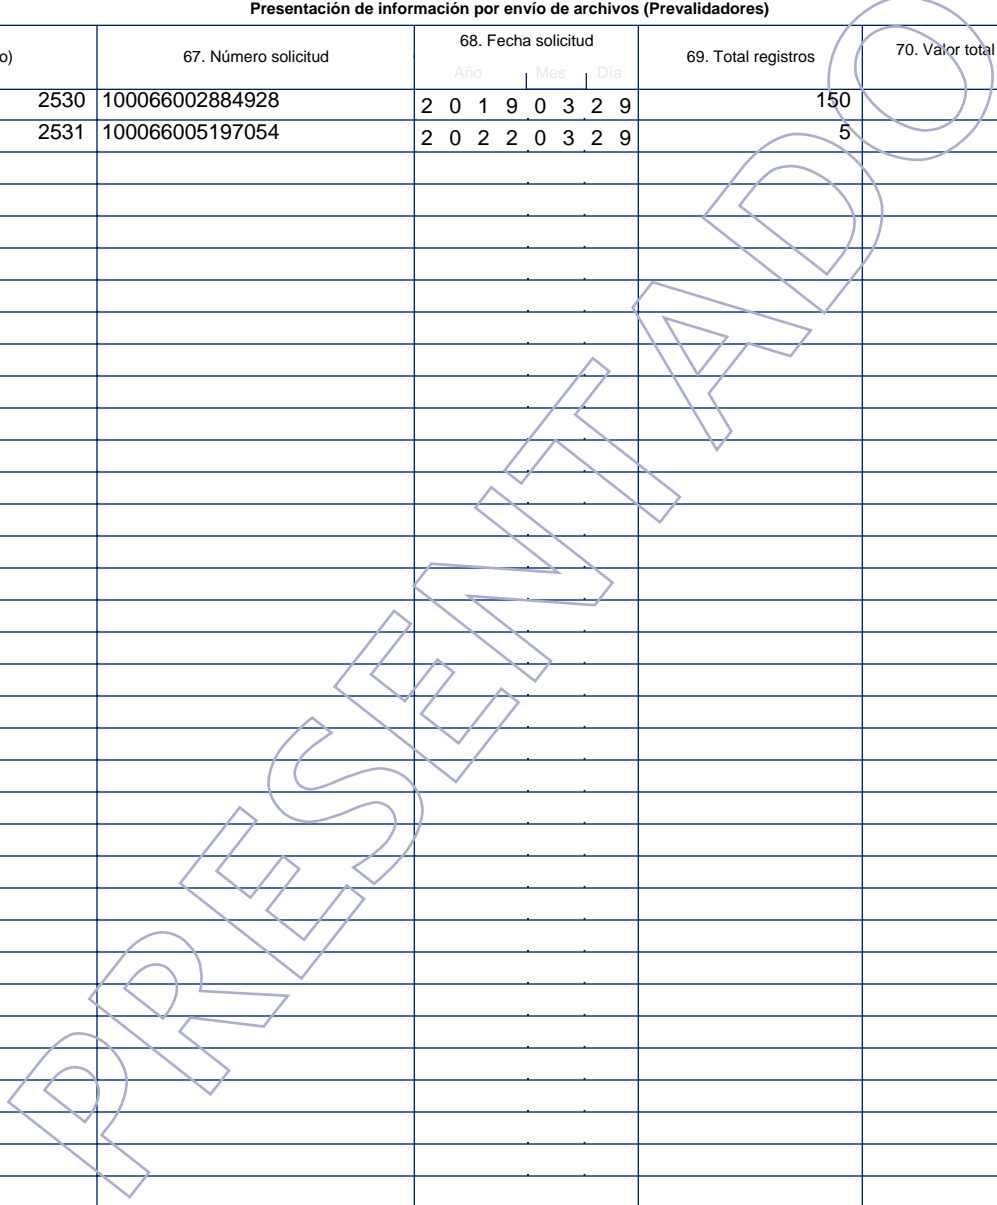 Presentación de información por envío de archivos (Prevalidadores)
o) 67. Número solicitud 68. Fecha solicitud 69. Total registros 70. Valor total
Año Mes Día
2530 100066002884928 2 0 1 9 0 3 2 9 150
2531 100066005197054 2 0 2 2 0 3 2 9 5
PRESENTADO